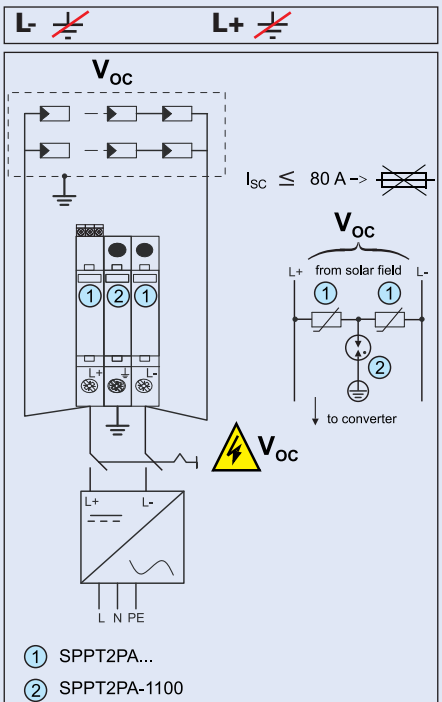 L- L+
VOC
ISC ≤ 80 A ->
VOC
L+ from solar field L-
1 1
2
to converter
1 2 1
L+ L-
VOC
L+ L-
L N PE
1 SPPT2PA...
2 SPPT2PA-1100